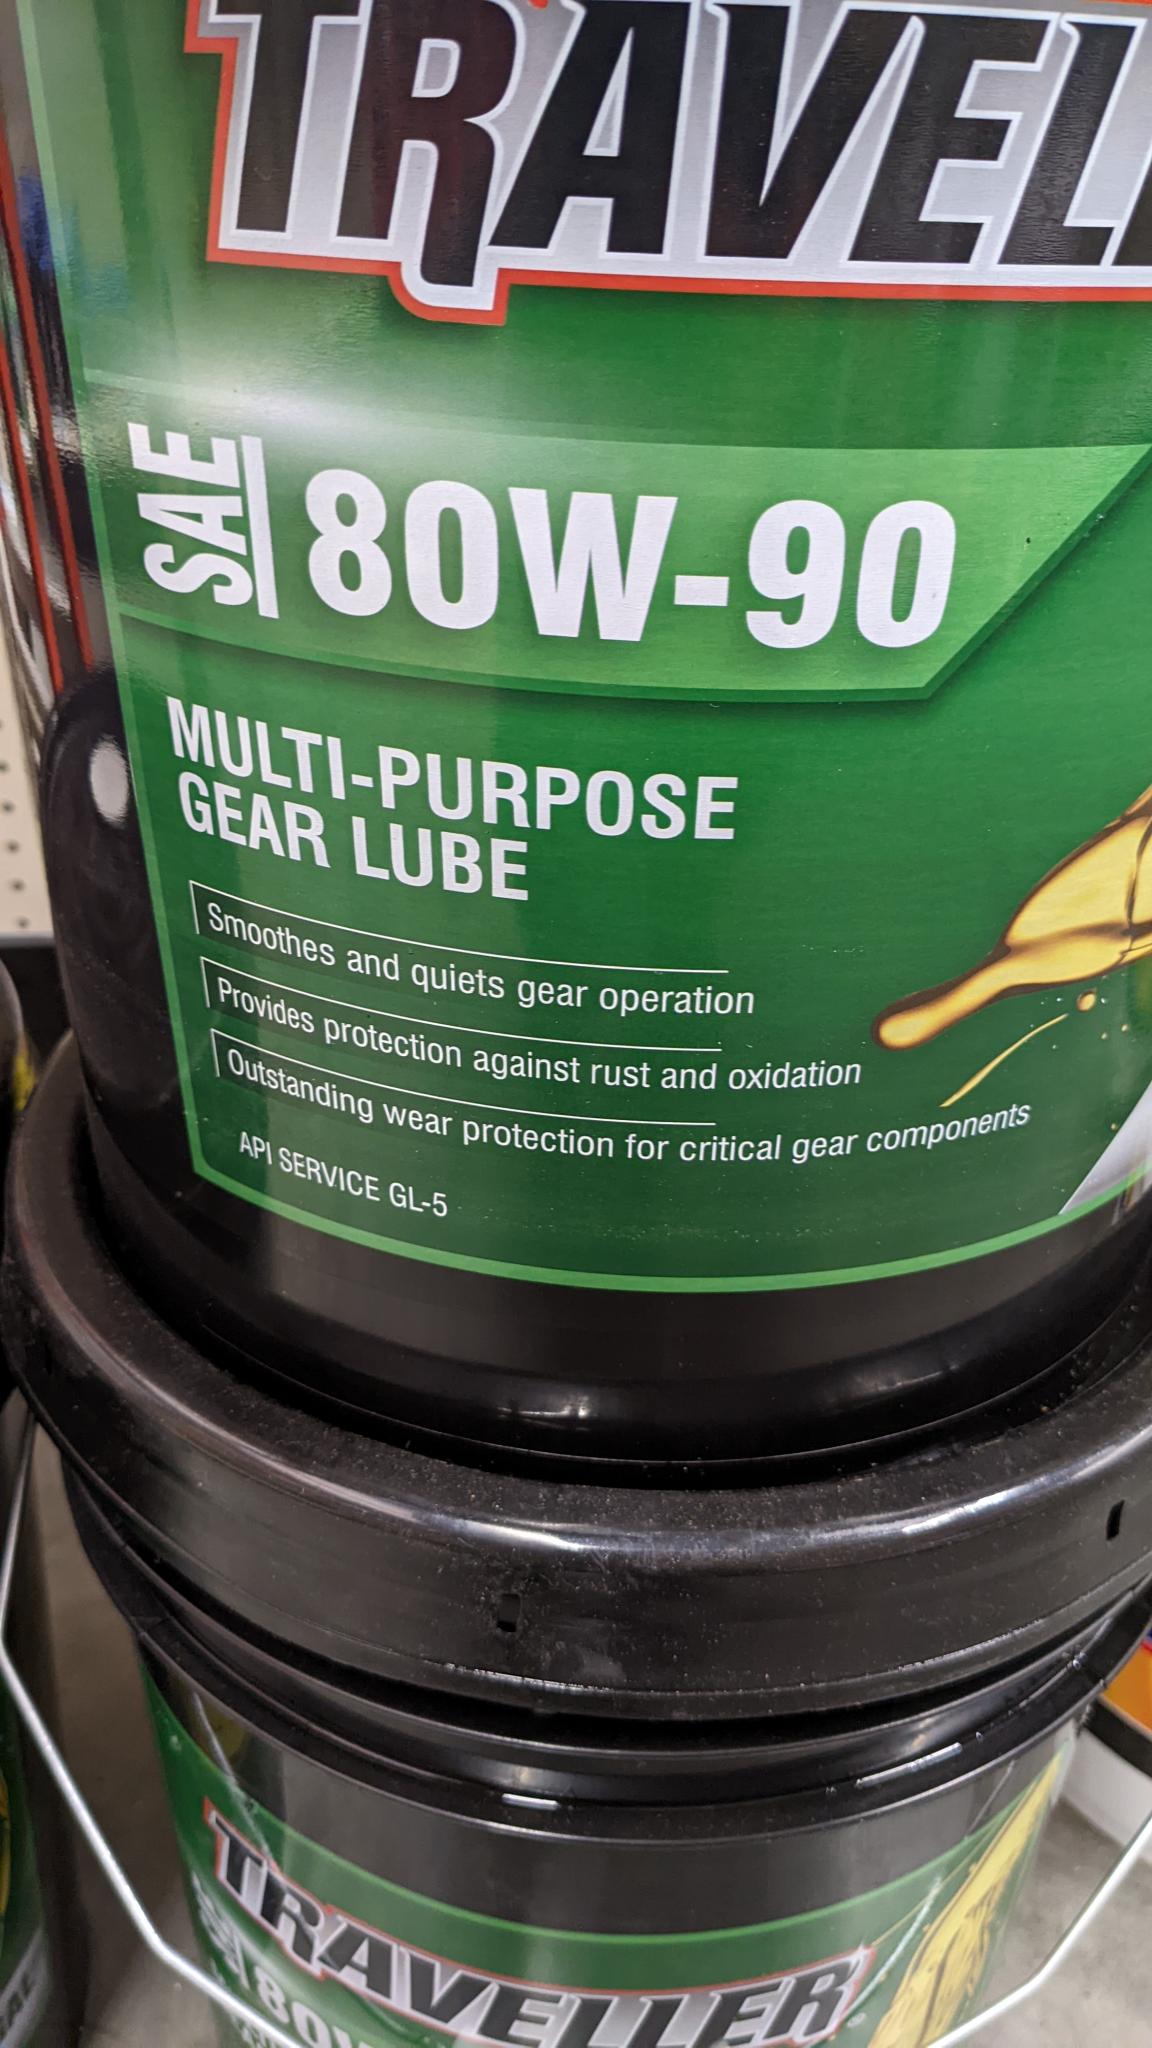 TRAVEL
SAE 80W-90
MULTI-PURPOSE
GEAR LUBE
Smoothes and quiets gear operation
Provides protection against rust and oxidation
Outstanding wear protection for critical gear components
API SERVICE GL-5
TRAVELLER
80W